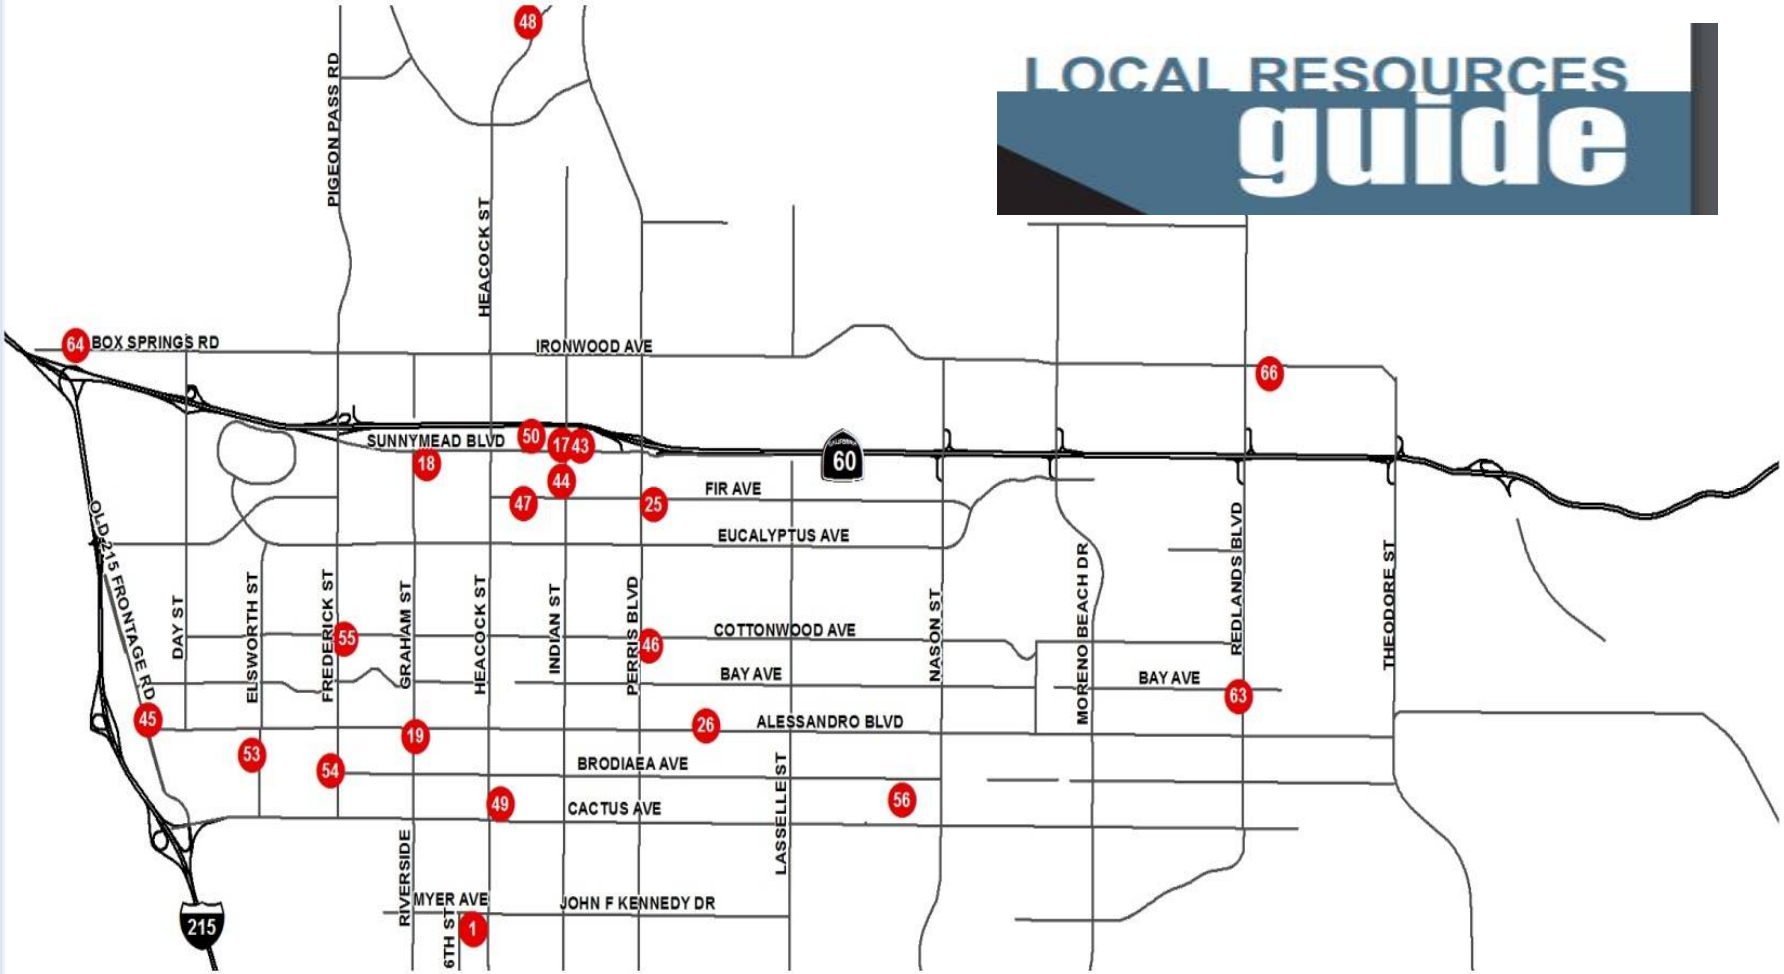 48
LOCAL RESOURCES
guide
PIGEON PASS RD
HEACOCK ST
64 BOX SPRINGS RD
IRONWOOD AVE
66
SUNNYMEAD BLVD
50
17
43
18
CALIFORNIA
60
44
47
25
FIR AVE
EUCALYPTUS AVE
OLD 215 FRONTAGE RD
DAY ST
ELSWORTH ST
FREDERICK ST
GRAHAM ST
HEACOCK ST
INDIAN ST
PERRIS BLVD
NASON ST
MORENO BEACH DR
REDLANDS BLVD
THEODORE ST
55
46
COTTONWOOD AVE
BAY AVE
BAY AVE
63
45
19
26
ALESSANDRO BLVD
53
54
BRODIAEA AVE
LASSELLE ST
49
CACTUS AVE
56
RIVERSIDE
MYER AVE
JOHN F KENNEDY DR
6TH ST
1
215